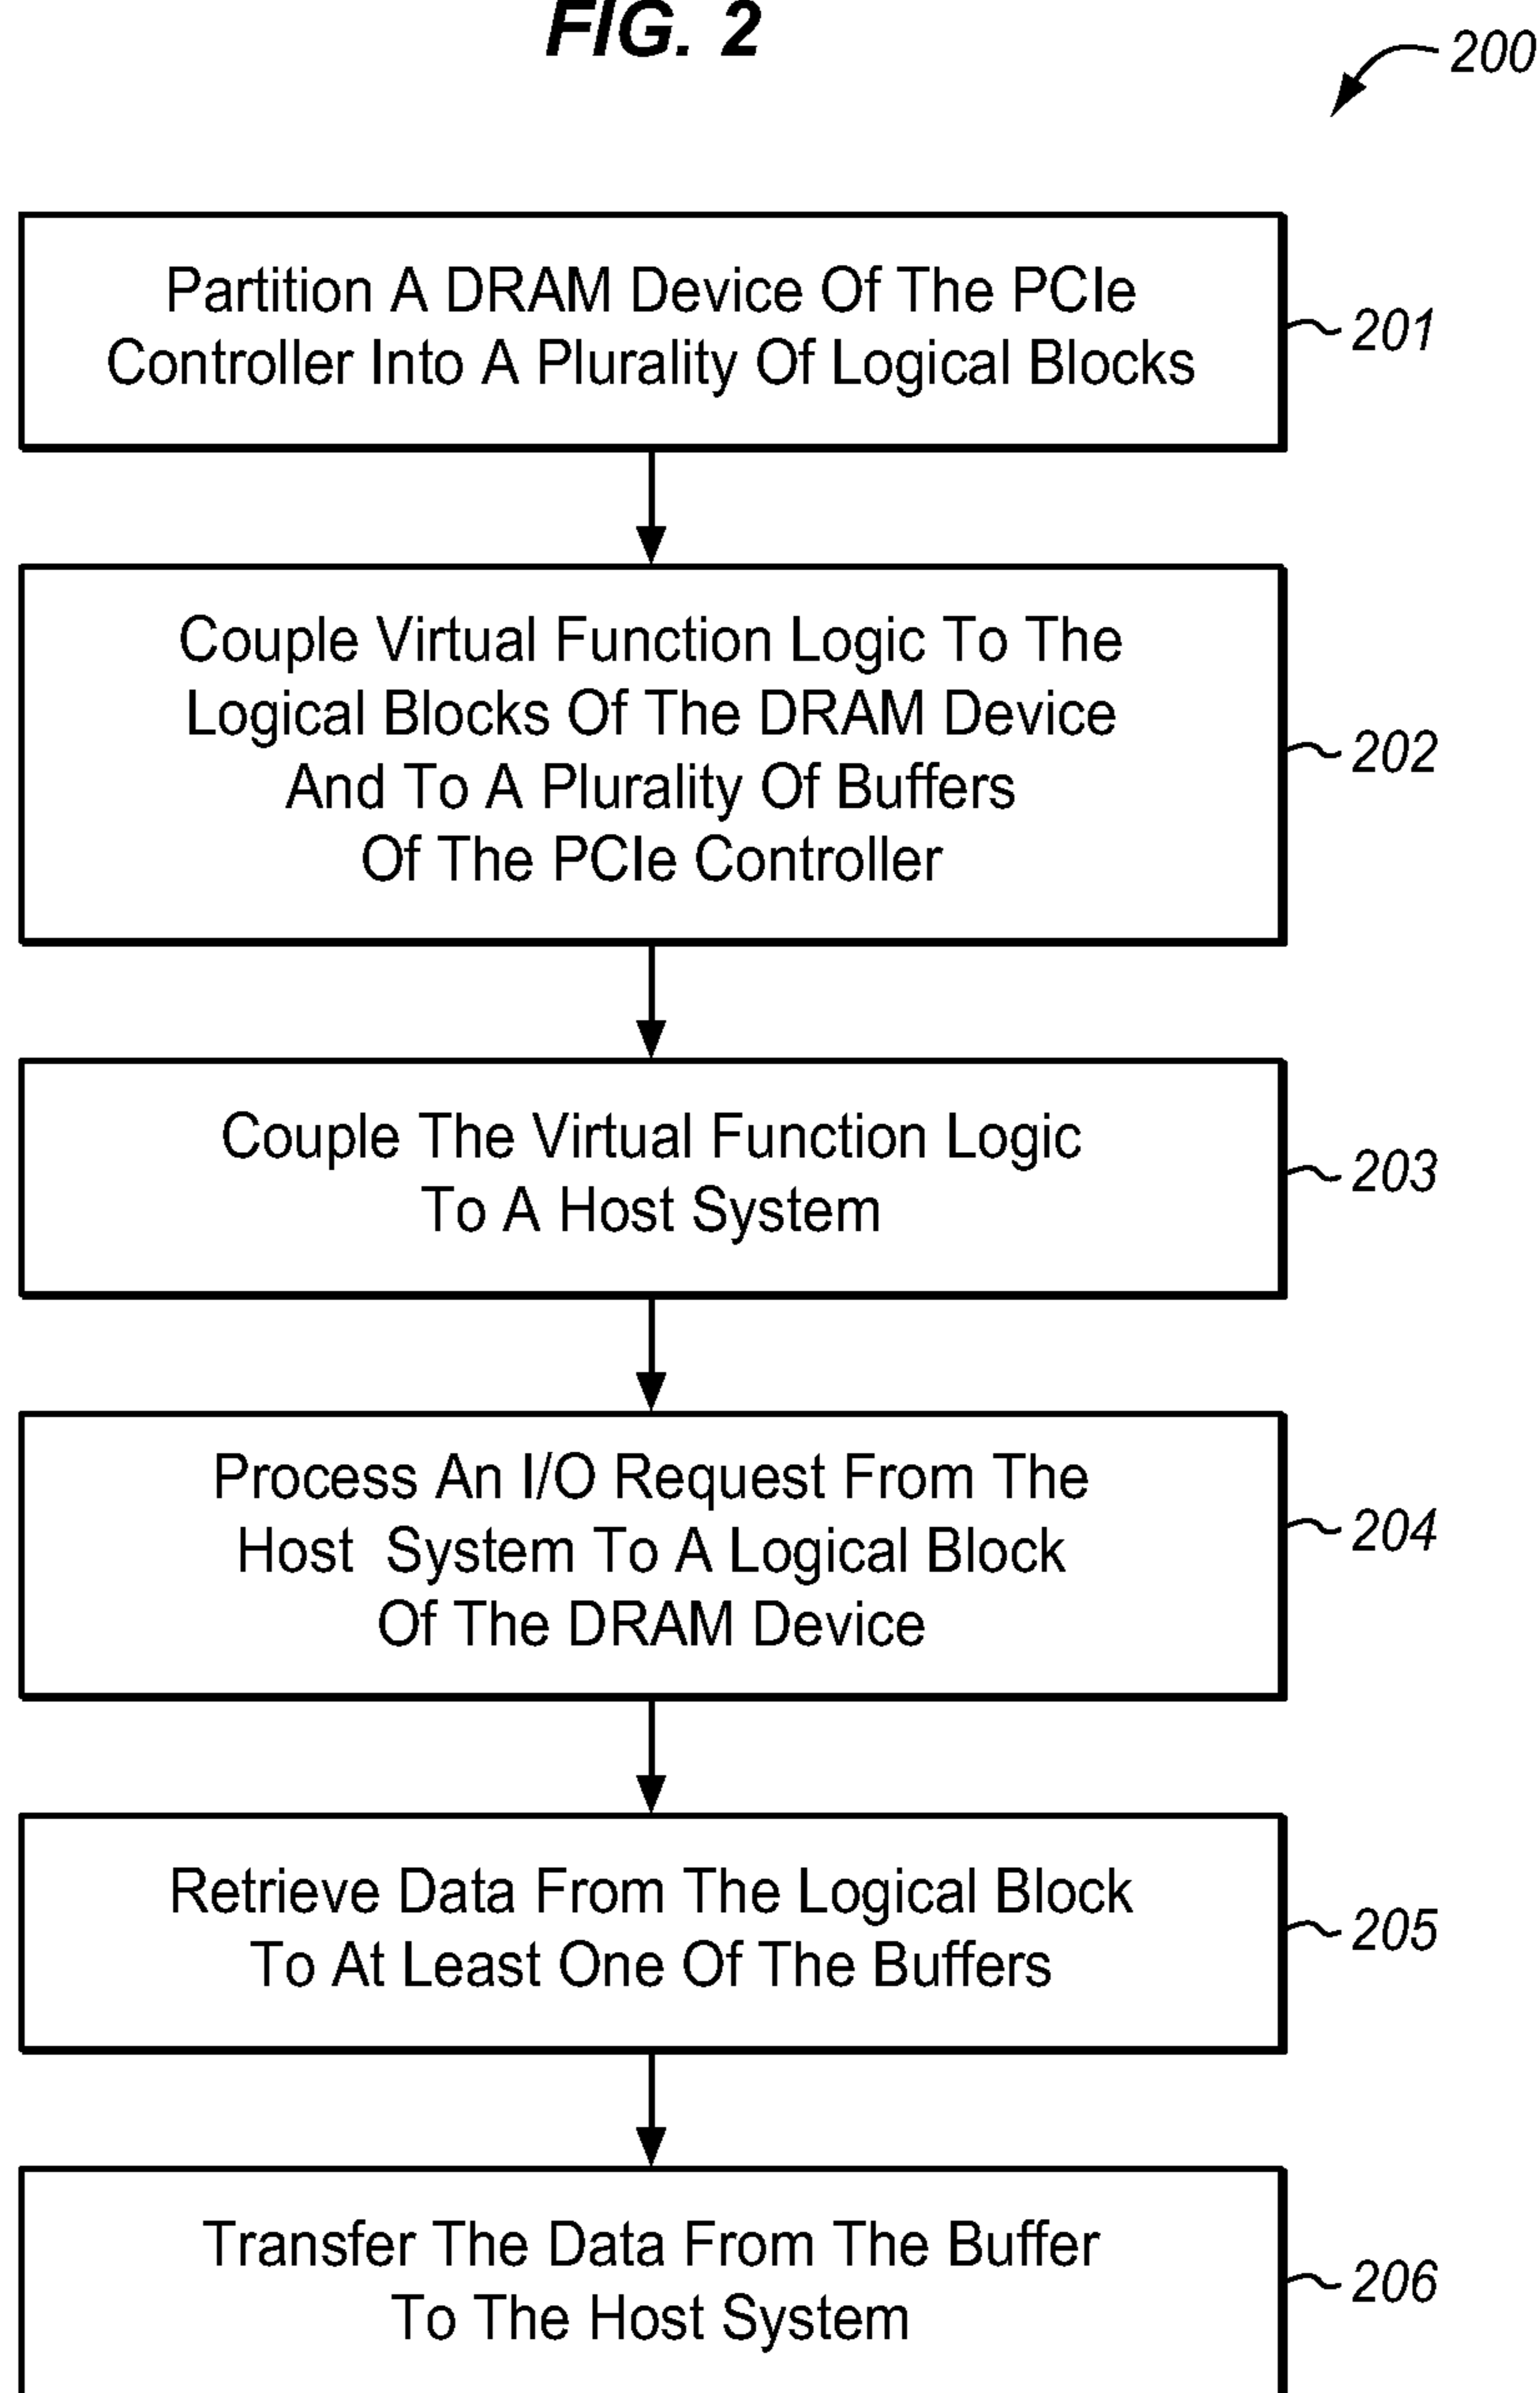 FIG. 2
200
Partition A DRAM Device Of The PCIe
Controller Into A Plurality Of Logical Blocks
201
Couple Virtual Function Logic To The
Logical Blocks Of The DRAM Device
And To A Plurality Of Buffers
Of The PCIe Controller
202
Couple The Virtual Function Logic
To A Host System
203
Process An I/O Request From The
Host System To A Logical Block
Of The DRAM Device
204
Retrieve Data From The Logical Block
To At Least One Of The Buffers
205
Transfer The Data From The Buffer
To The Host System
206